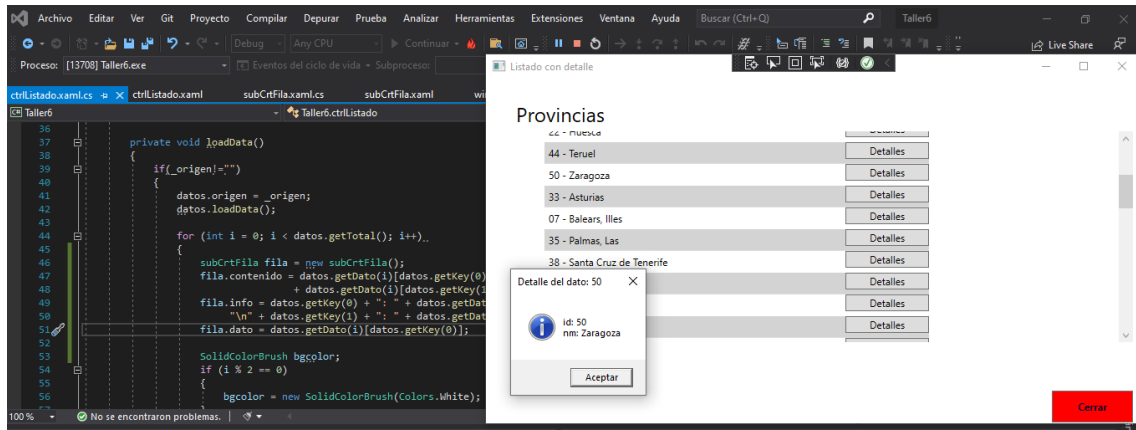 Archivo Editar Ver Git Proyecto Compilar Depurar Prueba Analizar Herramientas Extensiones Ventana Ayuda Buscar (Ctrl+Q) Taller6
Debug Any CPU Continuar Live Share
Proceso: [13708] Taller6.exe Eventos del ciclo de vida Subproceso:
ctrlListado.xaml.cs ctrlListado.xaml subCrtFila.xaml.cs subCrtFila.xaml
Taller6 Taller6.ctrlListado
36
37 private void loadData()
38 {
39 if(_origen!="")
40 {
41 datos.origen = _origen;
42 datos.loadData();
43
44 for (int i = 0; i < datos.getTotal(); i++)
45 {
46 subCrtFila fila = new subCrtFila();
47 fila.contenido = datos.getDato(i)[datos.getKey(0)
48 + datos.getDato(i)[datos.getKey(1
49 fila.info = datos.getKey(0) + ": " + datos.getDat
50 "\n" + datos.getKey(1) + ": " + datos.getDat
51 fila.dato = datos.getDato(i)[datos.getKey(0)];
52
53 SolidColorBrush bgcolor;
54 if (i % 2 == 0)
55 {
56 bgcolor = new SolidColorBrush(Colors.White);
100 % No se encontraron problemas.
Listado con detalle
Provincias
22 - Huesca Detalles
44 - Teruel Detalles
50 - Zaragoza Detalles
33 - Asturias Detalles
07 - Balears, Illes Detalles
35 - Palmas, Las Detalles
38 - Santa Cruz de Tenerife Detalles
Detalles
Detalles
Detalles
Detalle del dato: 50
id: 50
nm: Zaragoza
Aceptar
Cerrar